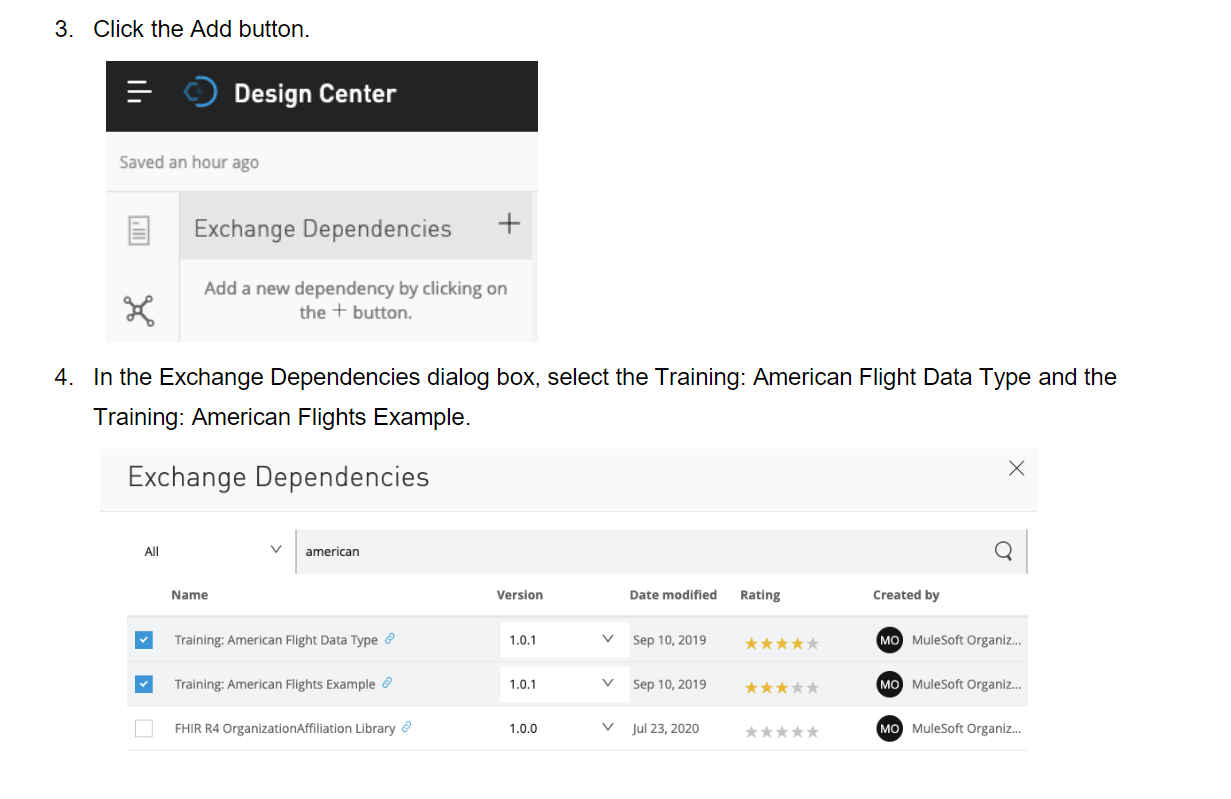 3. Click the Add button.
Design Center
Saved an hour ago
Exchange Dependencies +
Add a new dependency by clicking on
the + button.
4. In the Exchange Dependencies dialog box, select the Training: American Flight Data Type and the
Training: American Flights Example.
Exchange Dependencies
All american
Name Version Date modified Rating Created by
Training: American Flight Data Type 1.0.1 Sep 10, 2019 MO MuleSoft Organiz...
Training: American Flights Example 1.0.1 Sep 10, 2019 MO MuleSoft Organiz...
FHIR R4 OrganizationAffiliation Library 1.0.0 Jul 23, 2020 MO MuleSoft Organiz...